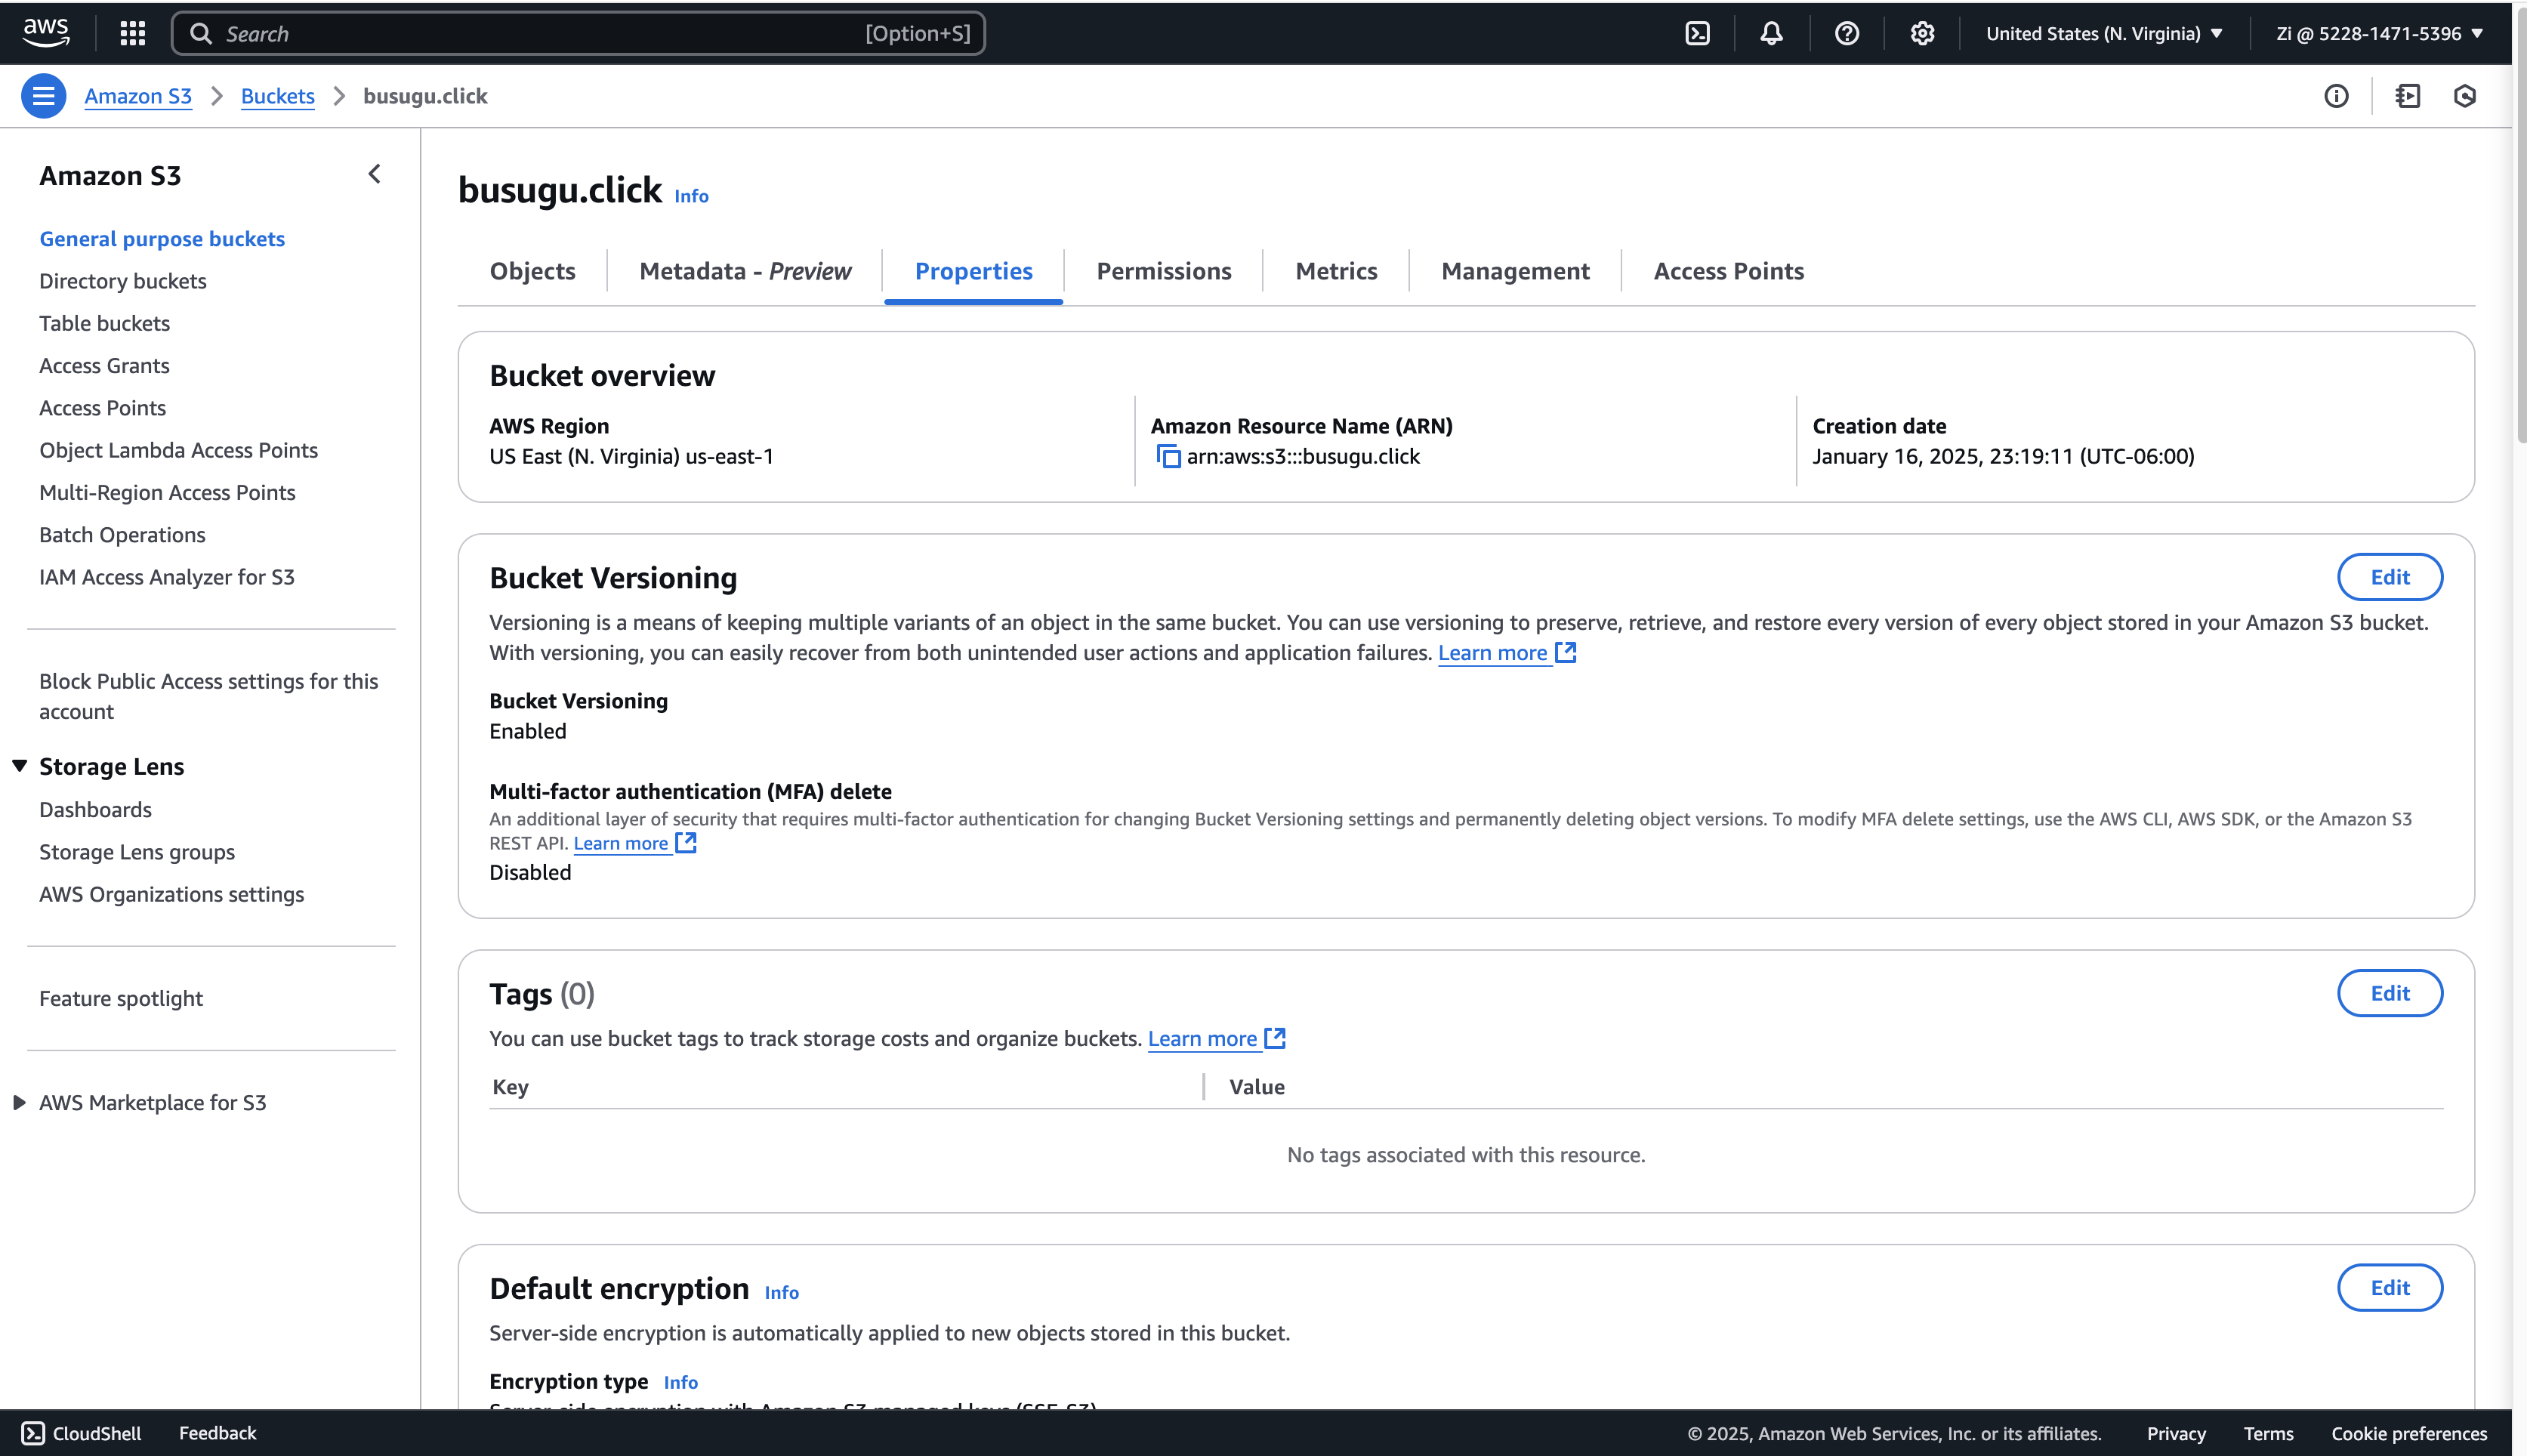 aws
Search [Option+S]
United States (N. Virginia)
Zi @ 5228-1471-5396
Amazon S3 > Buckets > busugu.click
Amazon S3
General purpose buckets
Directory buckets
Table buckets
Access Grants
Access Points
Object Lambda Access Points
Multi-Region Access Points
Batch Operations
IAM Access Analyzer for S3
Block Public Access settings for this
account
Storage Lens
Dashboards
Storage Lens groups
AWS Organizations settings
Feature spotlight
AWS Marketplace for S3
busugu.click Info
Objects
Metadata - Preview
Properties
Permissions
Metrics
Management
Access Points
Bucket overview
AWS Region
US East (N. Virginia) us-east-1
Amazon Resource Name (ARN)
arn:aws:s3:::busugu.click
Creation date
January 16, 2025, 23:19:11 (UTC-06:00)
Bucket Versioning
Edit
Versioning is a means of keeping multiple variants of an object in the same bucket. You can use versioning to preserve, retrieve, and restore every version of every object stored in your Amazon S3 bucket.
With versioning, you can easily recover from both unintended user actions and application failures. Learn more
Bucket Versioning
Enabled
Multi-factor authentication (MFA) delete
An additional layer of security that requires multi-factor authentication for changing Bucket Versioning settings and permanently deleting object versions. To modify MFA delete settings, use the AWS CLI, AWS SDK, or the Amazon S3
REST API. Learn more
Disabled
Tags (0)
Edit
You can use bucket tags to track storage costs and organize buckets. Learn more
Key
Value
No tags associated with this resource.
Default encryption Info
Edit
Server-side encryption is automatically applied to new objects stored in this bucket.
Encryption type Info
Server-side encryption with Amazon S3 managed keys (SSE-S3)
CloudShell
Feedback
© 2025, Amazon Web Services, Inc. or its affiliates.
Privacy
Terms
Cookie preferences